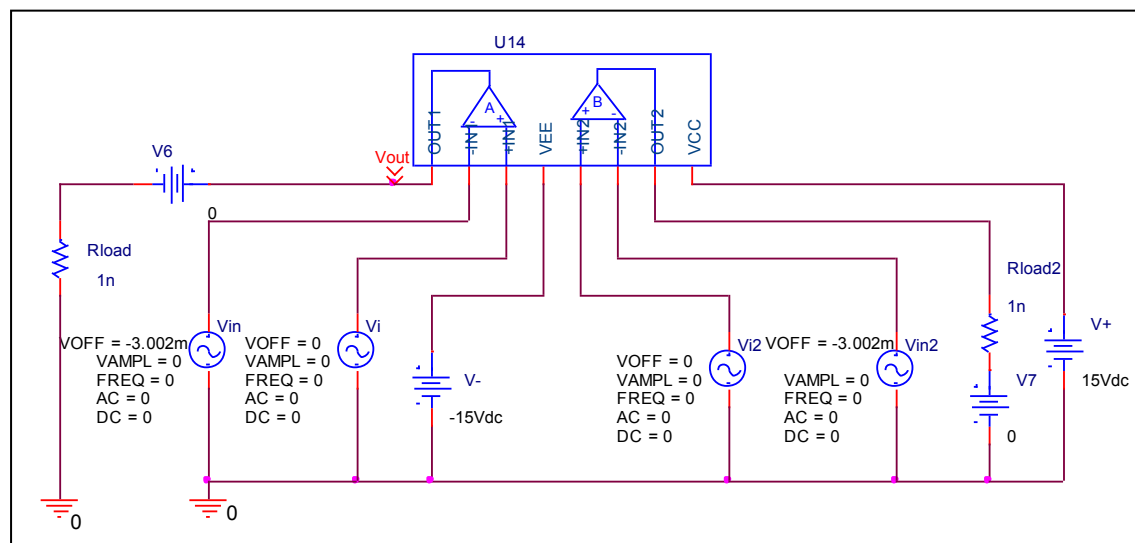 U14
A
+
-
B
+
-
OUT1
-IN1
+IN1
VEE
+IN2
-IN2
OUT2
VCC
V6
Vout
0
Rload
1n
Vin
VOFF = -3.002m
VAMPL = 0
FREQ = 0
AC = 0
DC = 0
Vi
VOFF = 0
VAMPL = 0
FREQ = 0
AC = 0
DC = 0
V-
-15Vdc
Vi2
VOFF = 0
VAMPL = 0
FREQ = 0
AC = 0
DC = 0
Vin2
VOFF = -3.002m
VAMPL = 0
FREQ = 0
AC = 0
DC = 0
Rload2
1n
V7
0
V+
15Vdc
0
0